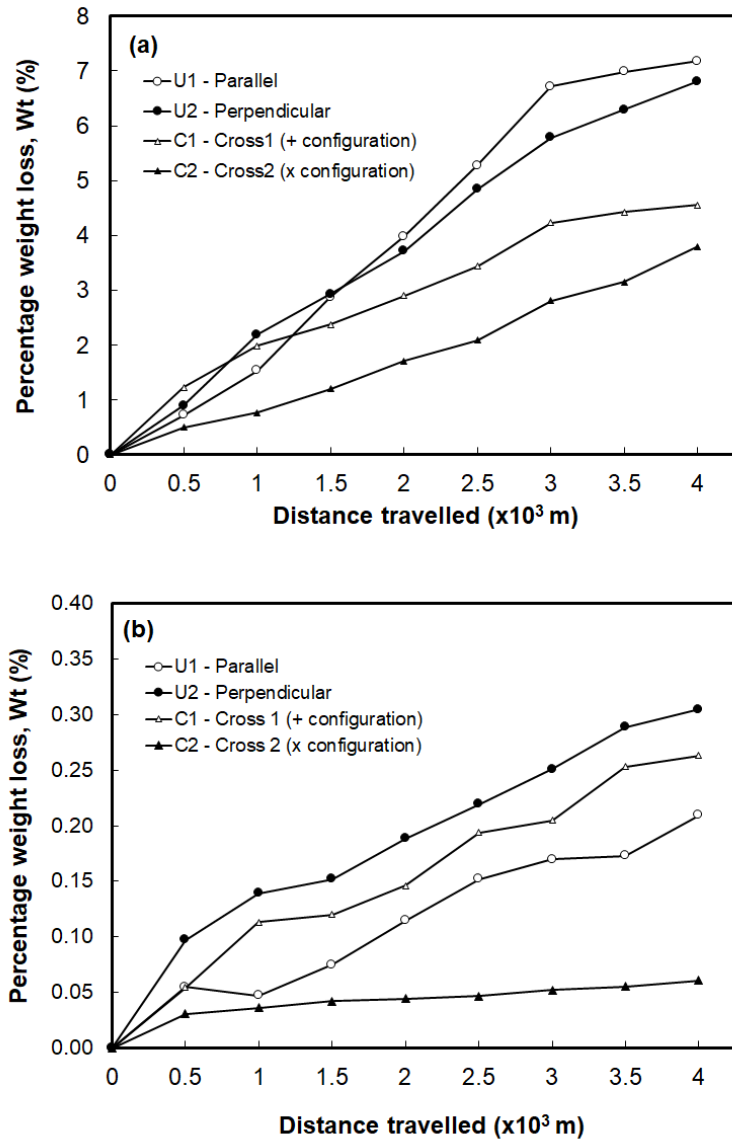 (a)
U1 - Parallel
U2 - Perpendicular
C1 - Cross1 (+ configuration)
C2 - Cross2 (x configuration)
Percentage weight loss, Wt (%)
8
7
6
5
4
3
2
1
0
0 0.5 1 1.5 2 2.5 3 3.5 4
Distance travelled (x10³ m)
(b)
U1 - Parallel
U2 - Perpendicular
C1 - Cross 1 (+ configuration)
C2 - Cross 2 (x configuration)
Percentage weight loss, Wt (%)
0.40
0.35
0.30
0.25
0.20
0.15
0.10
0.05
0.00
0 0.5 1 1.5 2 2.5 3 3.5 4
Distance travelled (x10³ m)